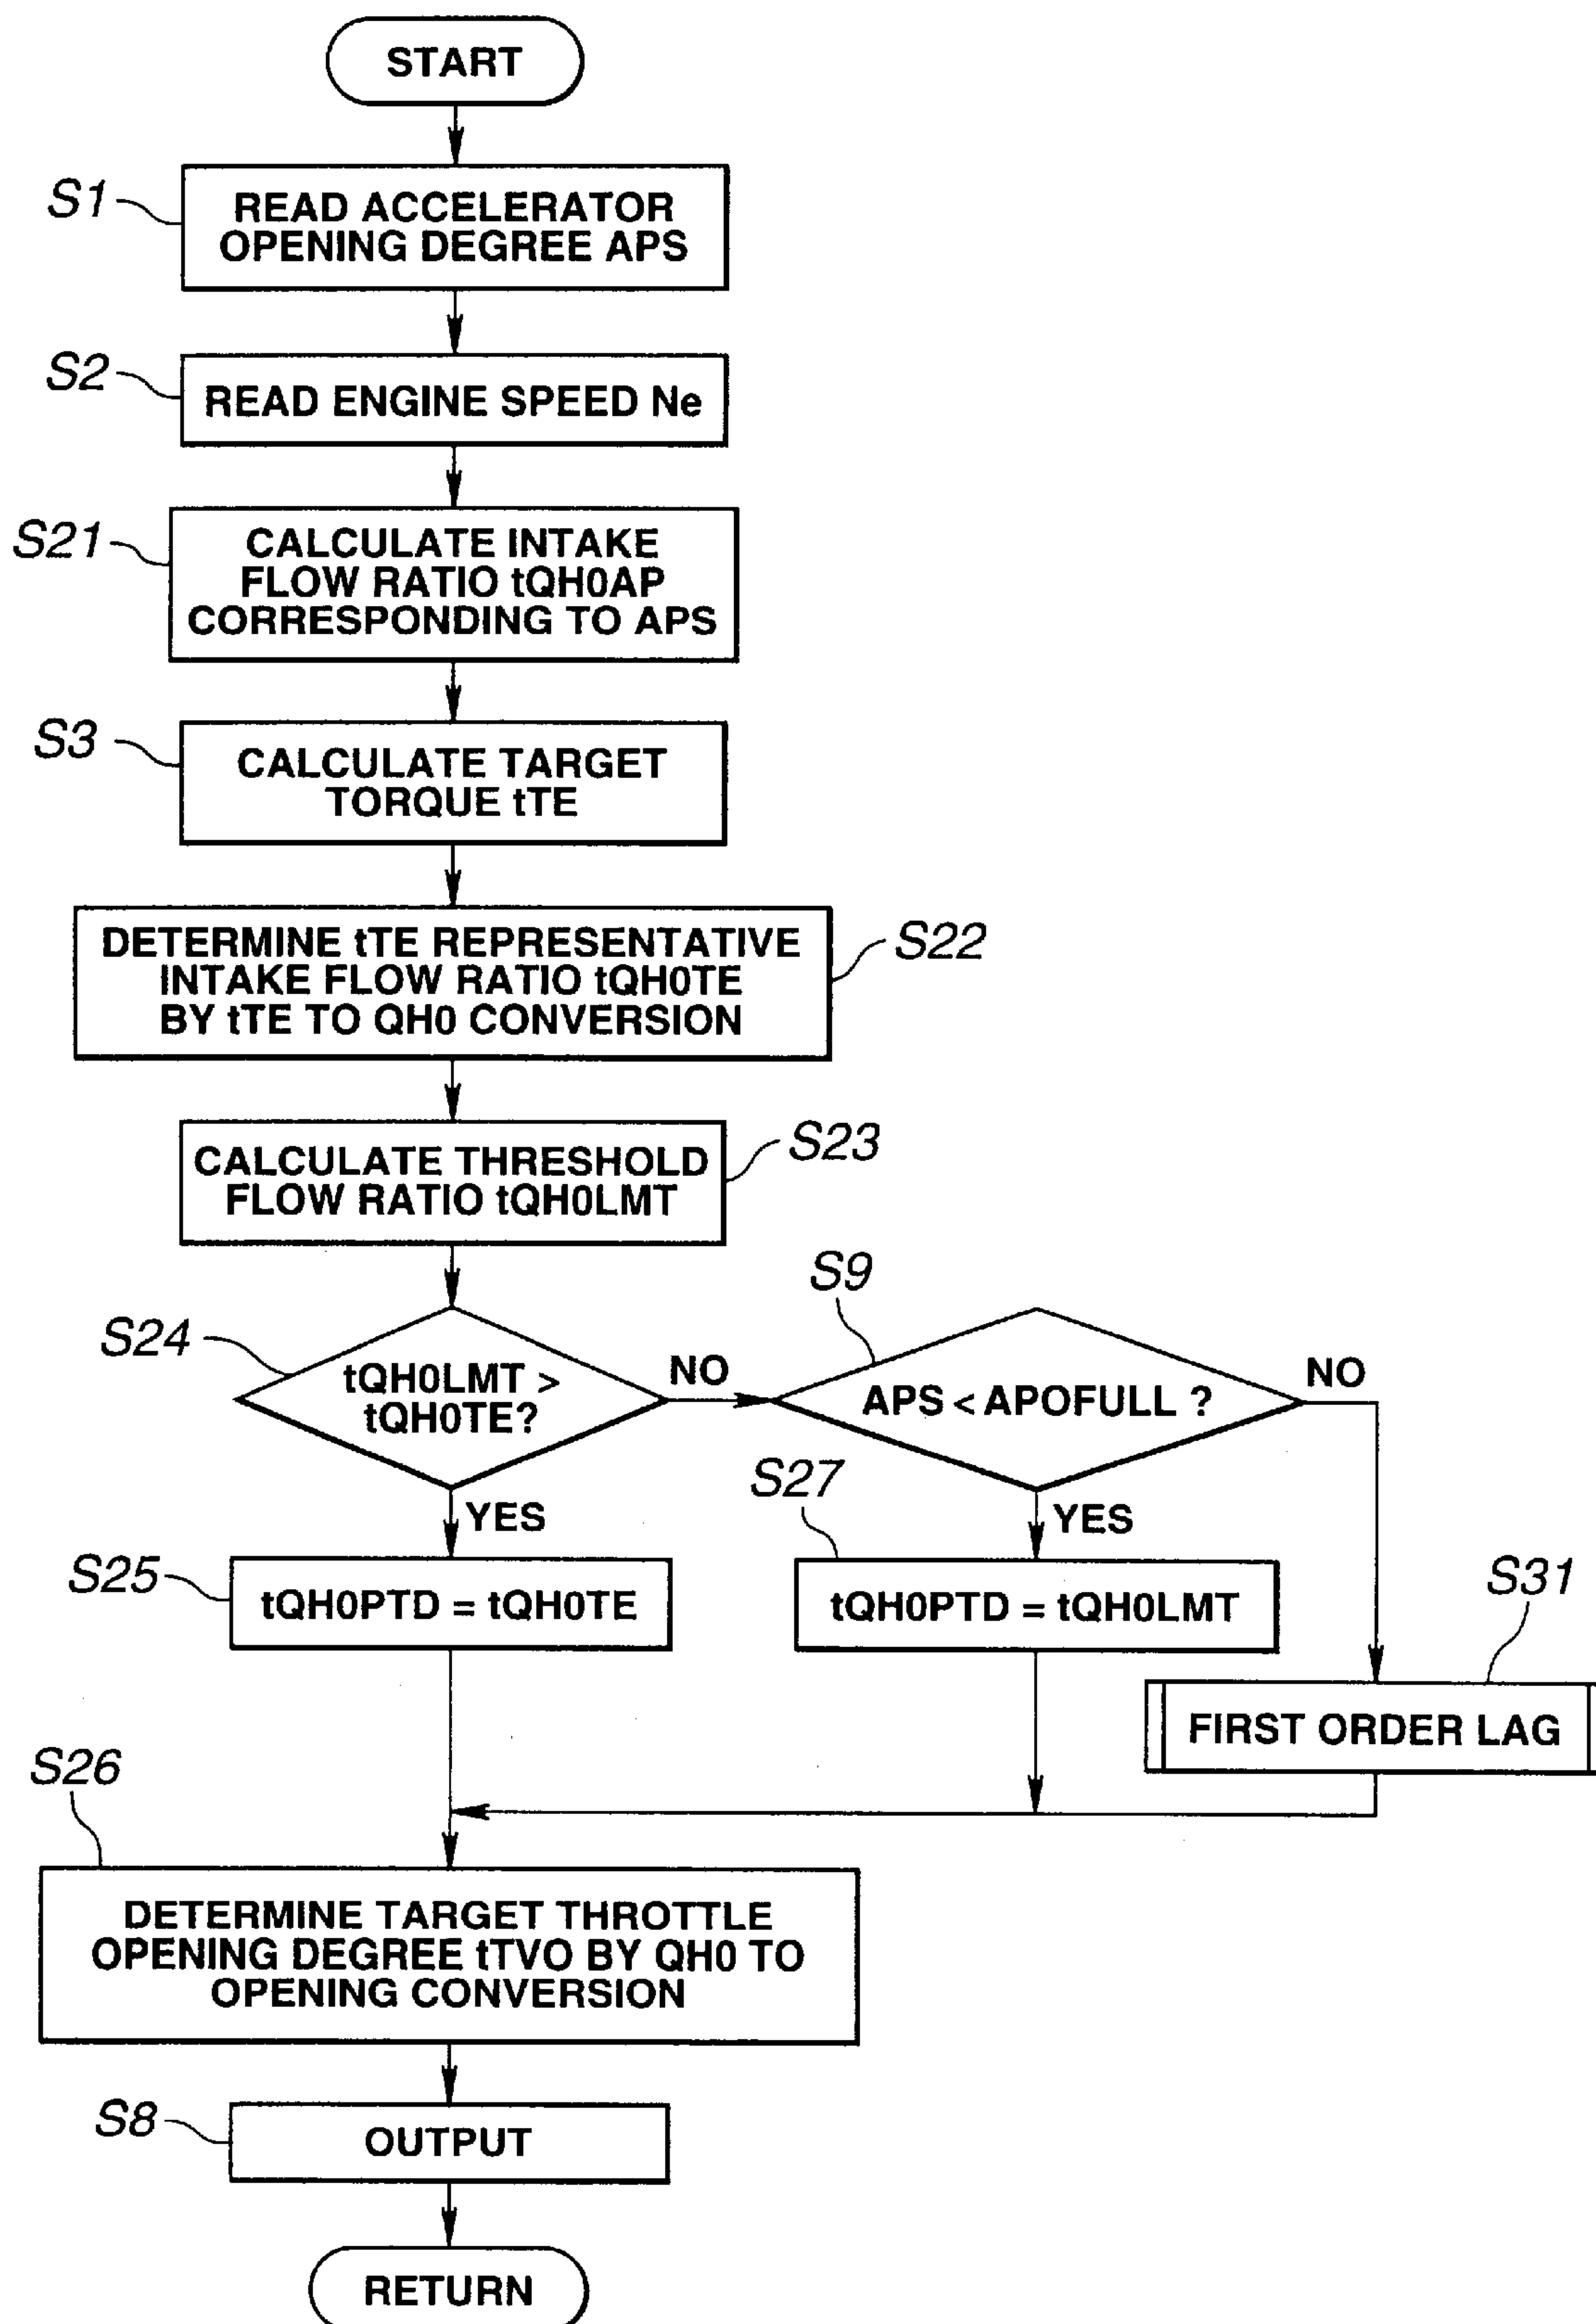 START
S1
READ ACCELERATOR
OPENING DEGREE APS
S2
READ ENGINE SPEED Ne
S21
CALCULATE INTAKE
FLOW RATIO tQH0AP
CORRESPONDING TO APS
S3
CALCULATE TARGET
TORQUE tTE
DETERMINE tTE REPRESENTATIVE
INTAKE FLOW RATIO tQH0TE
BY tTE TO QH0 CONVERSION
S22
CALCULATE THRESHOLD
FLOW RATIO tQH0LMT
S23
S24
tQH0LMT >
tQH0TE?
NO
YES
S9
APS < APOFULL ?
NO
YES
S25
tQH0PTD = tQH0TE
S27
tQH0PTD = tQH0LMT
S31
FIRST ORDER LAG
S26
DETERMINE TARGET THROTTLE
OPENING DEGREE tTVO BY QH0 TO
OPENING CONVERSION
S8
OUTPUT
RETURN